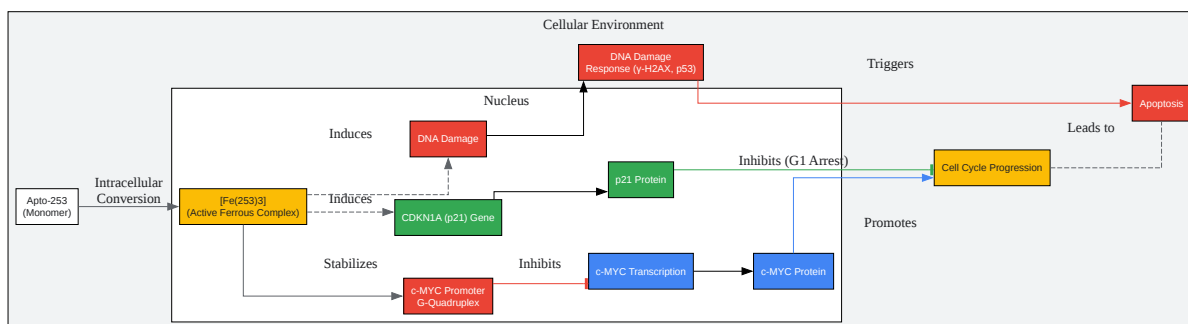 Cellular Environment
DNA Damage
Response (γ-H2AX, p53)
Triggers
Apoptosis
Nucleus
Induces
DNA Damage
Leads to
Inhibits (G1 Arrest)
Cell Cycle Progression
p21 Protein
Intracellular
Conversion
Apto-253
(Monomer)
[Fe(253)3]
(Active Ferrous Complex)
Induces
CDKN1A (p21) Gene
Promotes
Stabilizes
Inhibits
c-MYC Transcription
c-MYC Protein
c-MYC Promoter
G-Quadruplex